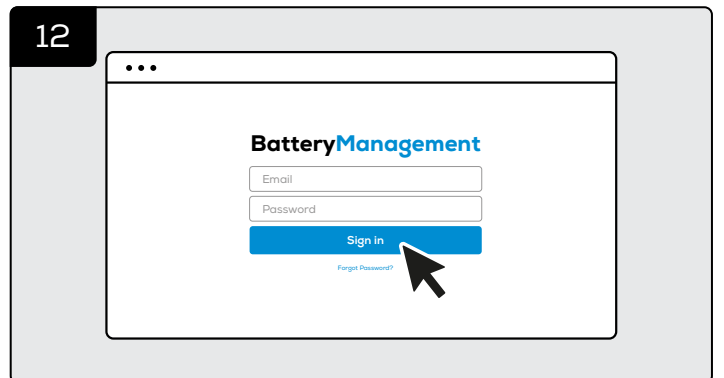 12
BatteryManagement
Email
Password
Sign in
Forgot Password?